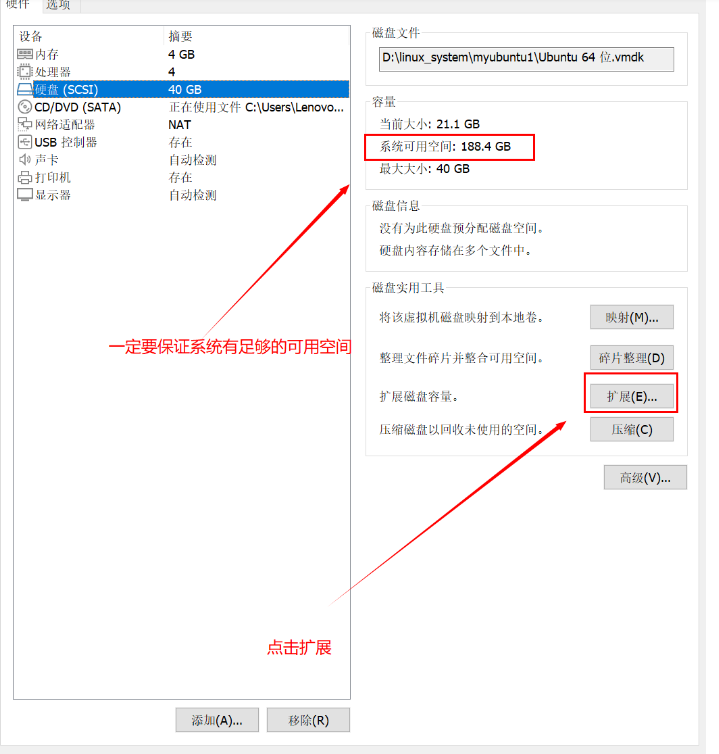 硬件 选项
设备 摘要
内存 4 GB
处理器 4
硬盘 (SCSI) 40 GB
CD/DVD (SATA) 正在使用文件 C:\Users\Lenovo...
网络适配器 NAT
USB 控制器 存在
声卡 自动检测
打印机 存在
显示器 自动检测
一定要保证系统有足够的可用空间
点击扩展
添加(A)... 移除(R)
磁盘文件
D:\linux_system\myubuntu1\Ubuntu 64 位.vmdk
容量
当前大小: 21.1 GB
系统可用空间: 188.4 GB
最大大小: 40 GB
磁盘信息
没有为此硬盘预分配磁盘空间。
硬盘内容存储在多个文件中。
磁盘实用工具
将该虚拟机磁盘映射到本地卷。 映射(M)...
整理文件碎片并整合可用空间。 碎片整理(D)
扩展磁盘容量。 扩展(E)...
压缩磁盘以回收未使用的空间。 压缩(C)
高级(V)...